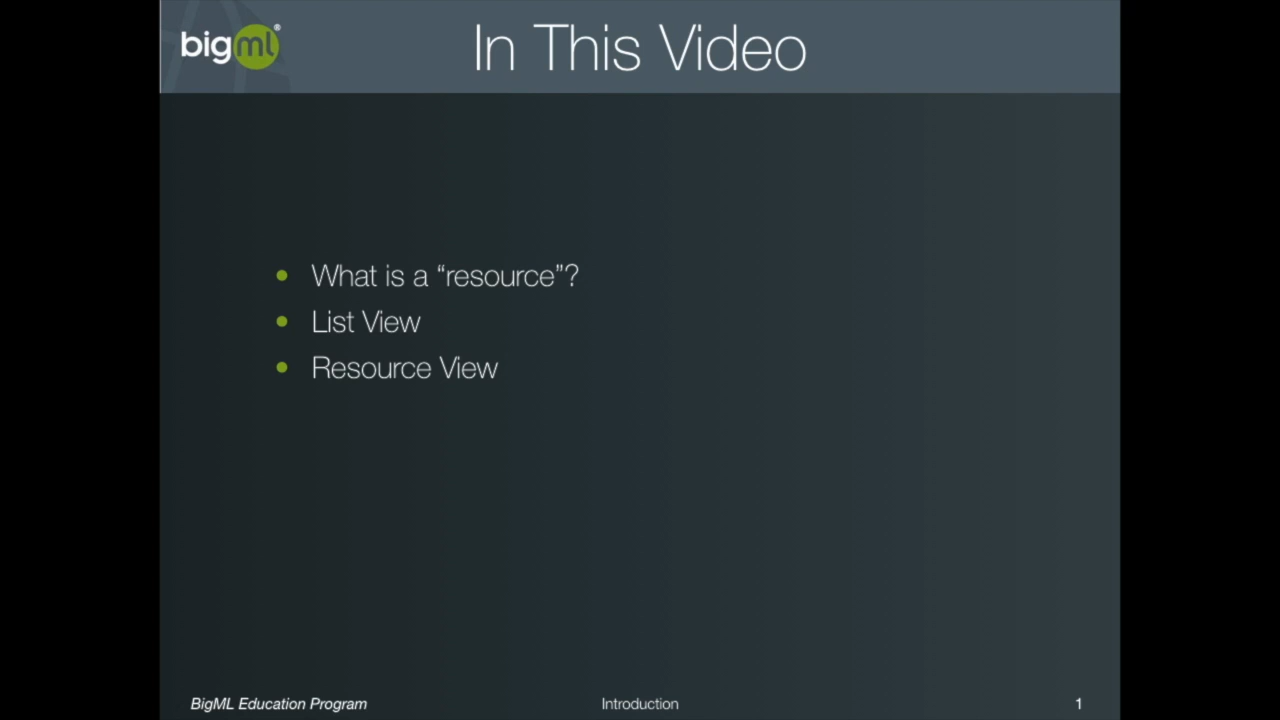 bigml®
In This Video
• What is a “resource”?
• List View
• Resource View
BigML Education Program
Introduction
1